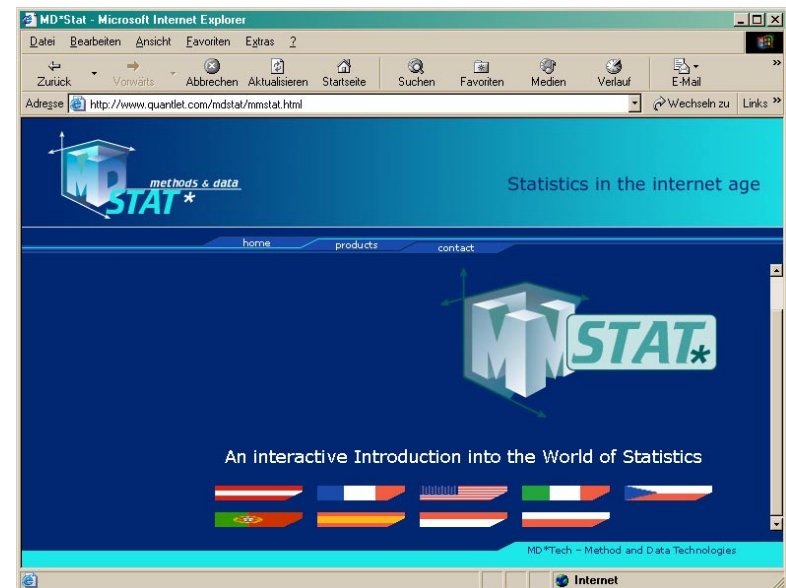 MD*Stat - Microsoft Internet Explorer
Datei Bearbeiten Ansicht Favoriten Extras ?
Zurück Vorwärts Abbrechen Aktualisieren Startseite Suchen Favoriten Medien Verlauf E-Mail »
Adresse http://www.quantlet.com/mdstat/mmstat.html Wechseln zu Links »
MD STAT* methods & data
Statistics in the internet age
home products contact
MM STAT*
An interactive Introduction into the World of Statistics
MD*Tech - Method and Data Technologies
Internet